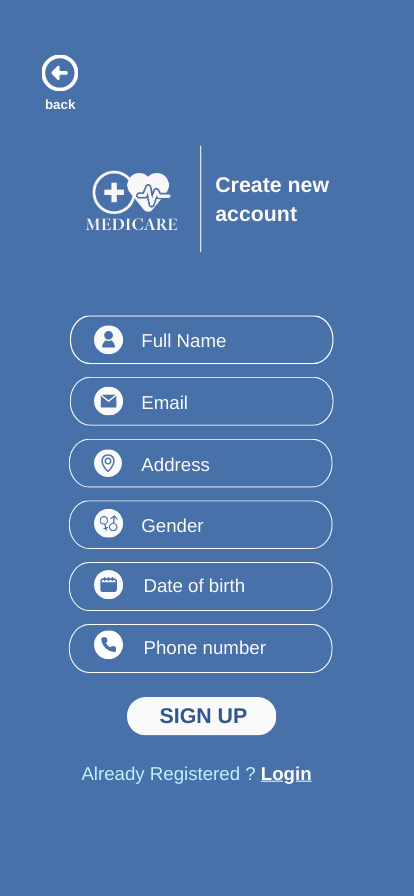 back
MEDICARE
Create new
account
Full Name
Email
Address
Gender
Date of birth
Phone number
SIGN UP
Already Registered ? Login